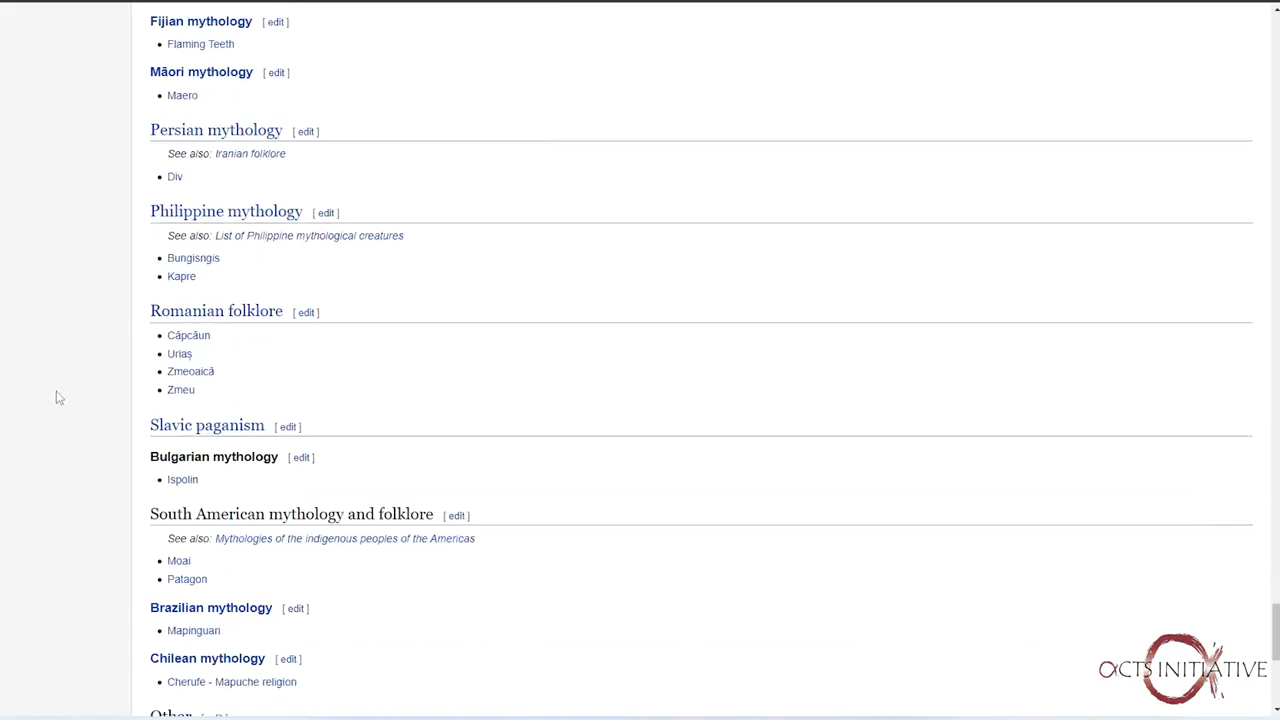 Fijian mythology [ edit ]
Flaming Teeth
Māori mythology [ edit ]
Maero
Persian mythology [ edit ]
See also: Iranian folklore
Div
Philippine mythology [ edit ]
See also: List of Philippine mythological creatures
Bungisngis
Kapre
Romanian folklore [ edit ]
Căpcăun
Uriaș
Zmeoaică
Zmeu
Slavic paganism [ edit ]
Bulgarian mythology [ edit ]
Ispolin
South American mythology and folklore [ edit ]
See also: Mythologies of the indigenous peoples of the Americas
Moai
Patagon
Brazilian mythology [ edit ]
Mapinguari
Chilean mythology [ edit ]
Cherufe - Mapuche religion
Other
αCTS INITIATIVE